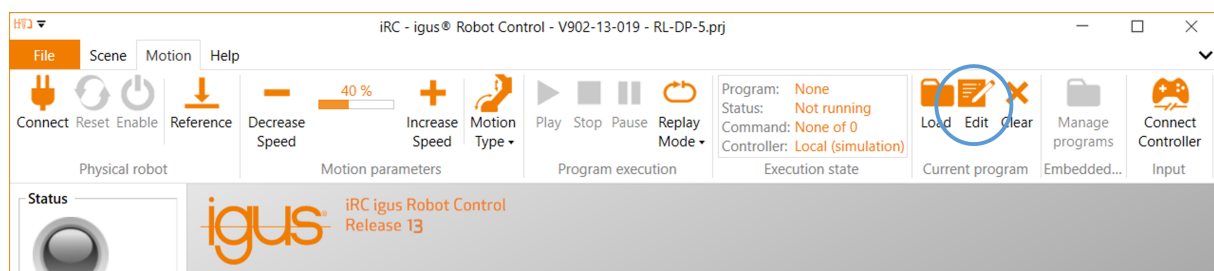 iRC - igus® Robot Control - V902-13-019 - RL-DP-5.prj
File Scene Motion Help
40 %
Connect Reset Enable Reference Decrease Speed Increase Speed Motion Type Play Stop Pause Replay Mode
Program: None
Status: Not running
Command: None of 0
Controller: Local (simulation)
Load Edit Clear Manage programs Connect Controller
Physical robot Motion parameters Program execution Execution state Current program Embedded... Input
Status
igus®
iRC igus Robot Control
Release 13